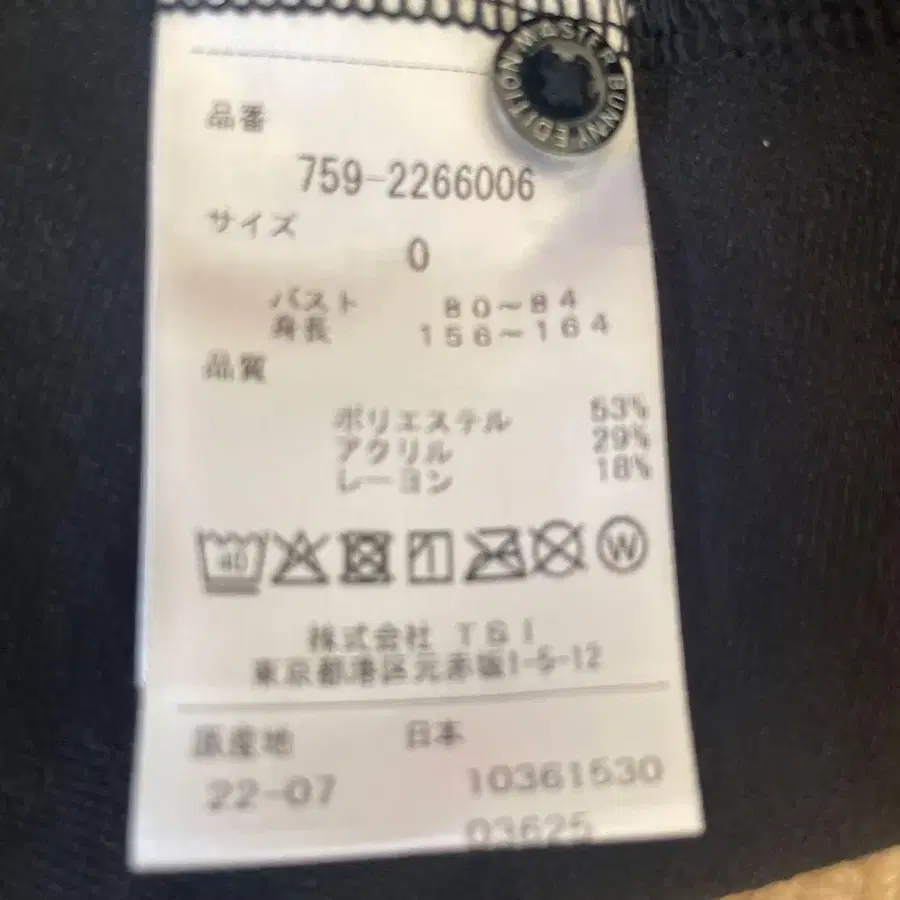 MASTER BUNNY EDITION
品番
759-2266006
サイズ
0
バスト 80~84
身長 156~164
品質
ポリエステル 53%
アクリル 29%
レーヨン 18%
40 W
株式会社 TSI
東京都港区元赤坂1-5-12
原産地 日本
22-07 10361530
03625